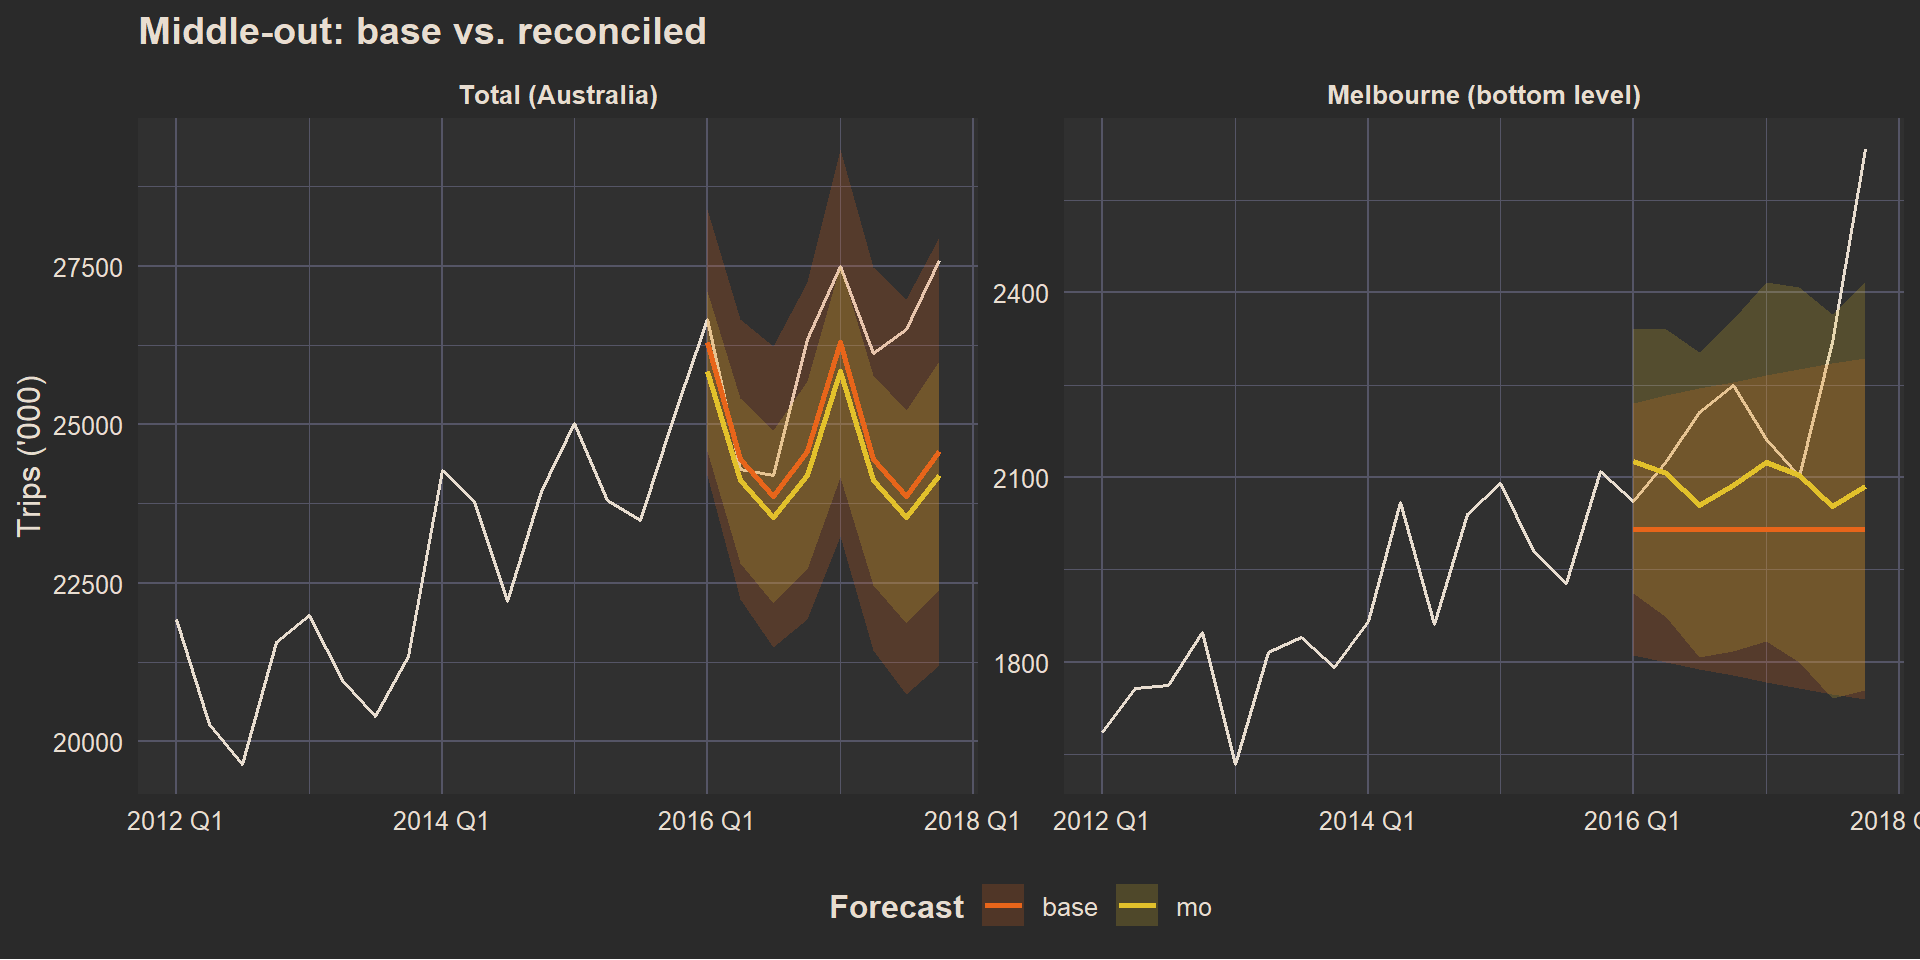 Middle-out: base vs. reconciled
Total (Australia)
Melbourne (bottom level)
Trips ('000)
27500
25000
22500
20000
2400
2100
1800
2012 Q1
2014 Q1
2016 Q1
2018 Q1
2012 Q1
2014 Q1
2016 Q1
2018 Q
Forecast
base
mo